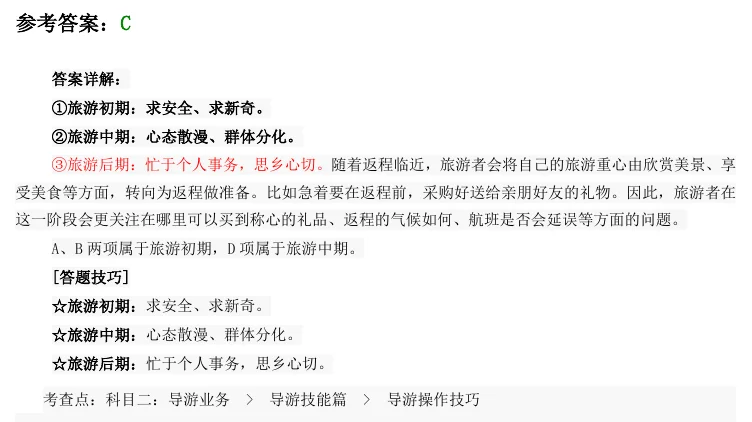 参考答案：C
答案详解：
①旅游初期：求安全、求新奇。
②旅游中期：心态散漫、群体分化。
③旅游后期：忙于个人事务，思乡心切。随着返程临近，旅游者会将自己的旅游重心由欣赏美景、享
受美食等方面，转向为返程做准备。比如急着要在返程前，采购好送给亲朋好友的礼物。因此，旅游者在
这一阶段会更关注在哪里可以买到称心的礼品、返程的气候如何、航班是否会延误等方面的问题。
A、B 两项属于旅游初期，D 项属于旅游中期。
[答题技巧]
☆旅游初期：求安全、求新奇。
☆旅游中期：心态散漫、群体分化。
☆旅游后期：忙于个人事务，思乡心切。
考查点：科目二：导游业务 > 导游技能篇 > 导游操作技巧